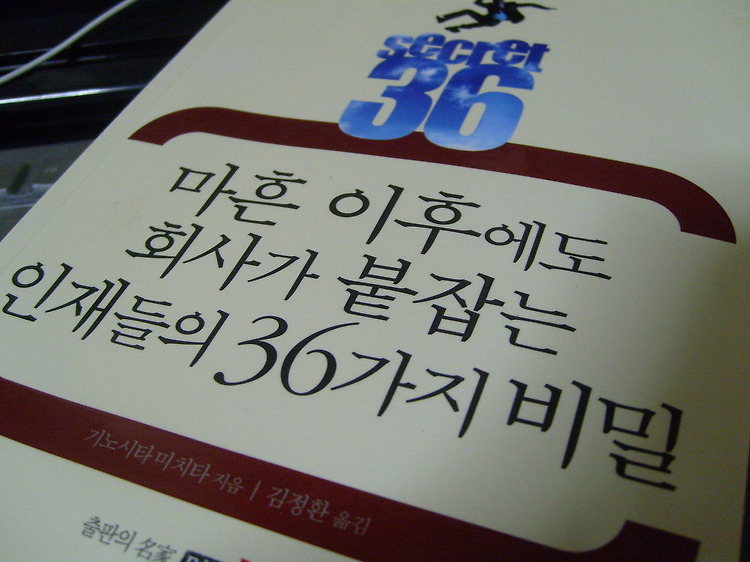 secret
36
마흔 이후에도
회사가 붙잡는
인재들의 36가지 비밀
기노시타 미치타 지음 | 김정환 옮김
출판의 名家